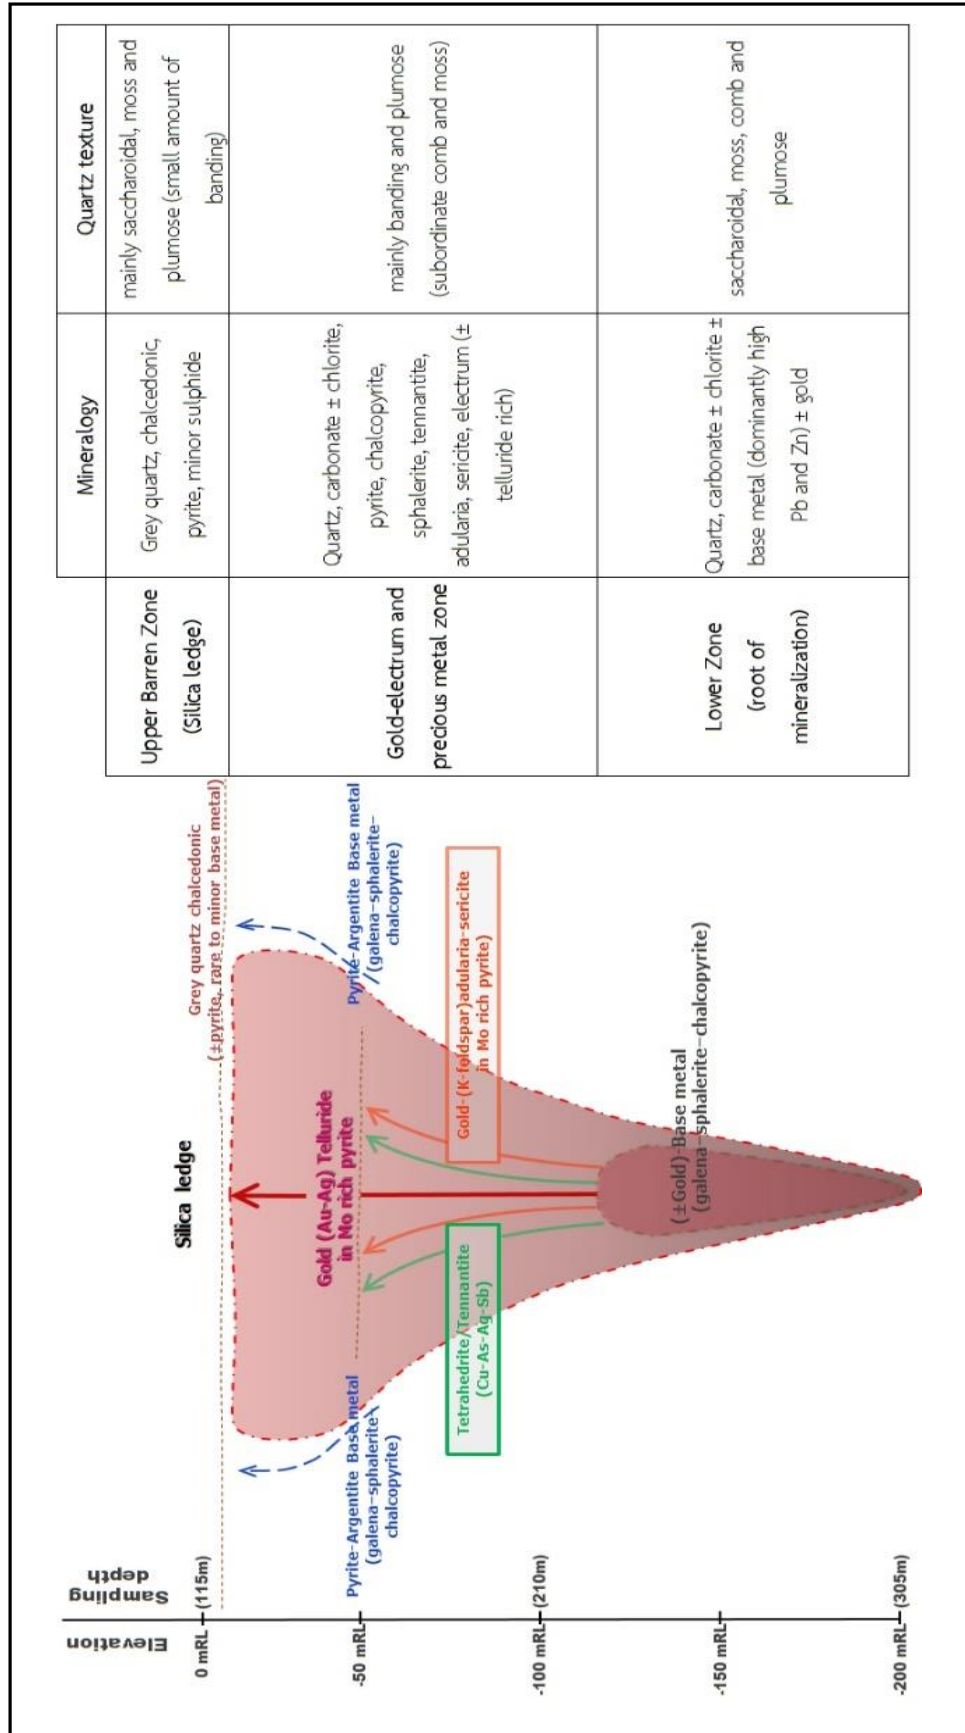 Elevation
Sampling
depth
0 mRL
(115m)
-50 mRL
-100 mRL
(210m)
-150 mRL
-200 mRL
(305m)
Silica ledge
Grey quartz chalcedonic
(±pyrite, rare to minor base metal)
Gold (Au-Ag) Telluride
in Mo rich pyrite
Pyrite-Argentite Base metal
(galena-sphalerite-
chalcopyrite)
Pyrite-Argentite Base metal
(galena-sphalerite-
chalcopyrite)
Tetrahedrite/Tennantite
(Cu-As-Ag-Sb)
Gold-(K-feldspar)adularia-sericite
in Mo rich pyrite)
(±Gold)-Base metal
(galena-sphalerite-chalcopyrite)
Mineralogy
Quartz texture
Upper Barren Zone
(Silica ledge)
Grey quartz, chalcedonic,
pyrite, minor sulphide
mainly saccharoidal, moss and
plumose (small amount of
banding)
Gold-electrum and
precious metal zone
Quartz, carbonate ± chlorite,
pyrite, chalcopyrite,
sphalerite, tennantite,
adularia, sericite, electrum (±
telluride rich)
mainly banding and plumose
(subordinate comb and moss)
Lower Zone
(root of
mineralization)
Quartz, carbonate ± chlorite ±
base metal (dominantly high
Pb and Zn) ± gold
saccharoidal, moss, comb and
plumose